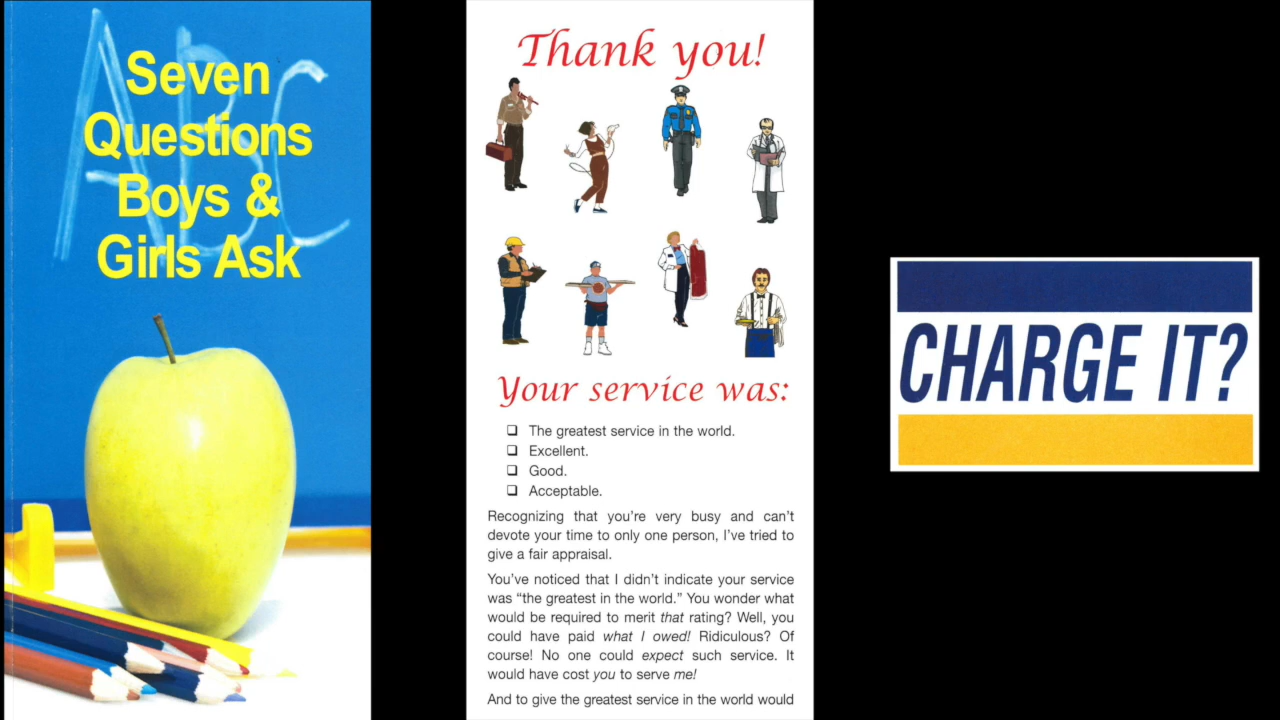 ABC
Seven
Questions
Boys &
Girls Ask
Thank you!
Your service was:
❑ The greatest service in the world.
❑ Excellent.
❑ Good.
❑ Acceptable.
Recognizing that you're very busy and can't
devote your time to only one person, I've tried to
give a fair appraisal.
You've noticed that I didn't indicate your service
was “the greatest in the world.” You wonder what
would be required to merit that rating? Well, you
could have paid what I owed! Ridiculous? Of
course! No one could expect such service. It
would have cost you to serve me!
And to give the greatest service in the world would
CHARGE IT?